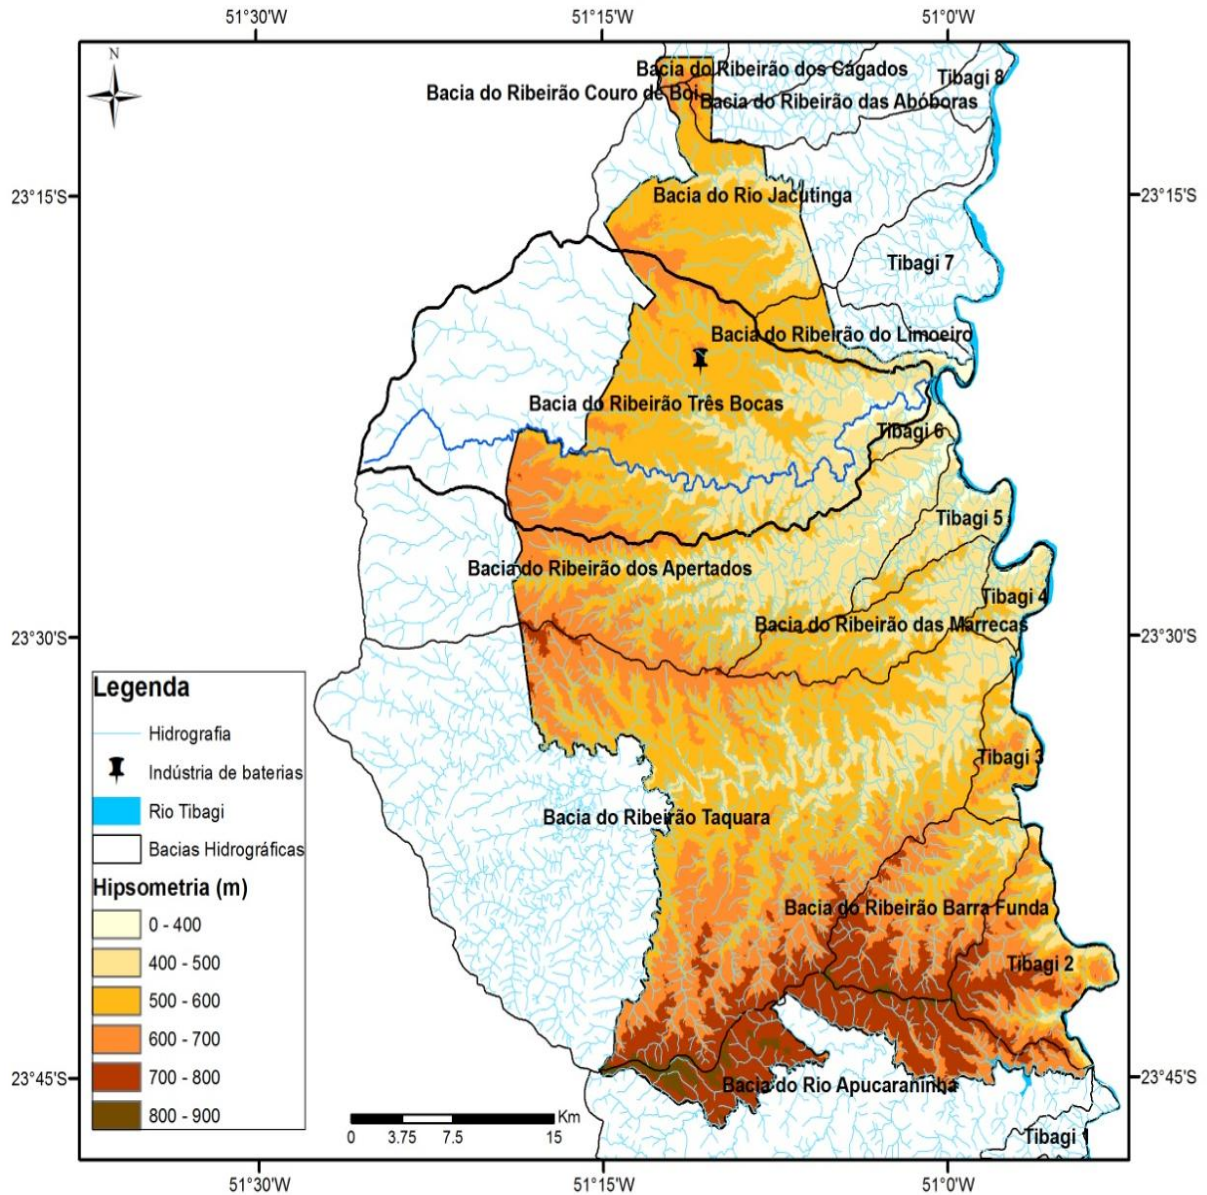 51°30'W 51°15'W 51°0'W
N
Bacia do Ribeirão dos Cágados
Tibagi 8
Bacia do Ribeirão Couro de Boi
Bacia do Ribeirão das Abóboras
23°15'S 23°15'S
Bacia do Rio Jacutinga
Tibagi 7
Bacia do Ribeirão do Limoeiro
Bacia do Ribeirão Três Bocas
Tibagi 6
Tibagi 5
Bacia do Ribeirão dos Apertados
Tibagi 4
Bacia do Ribeirão das Marrecas
23°30'S 23°30'S
Tibagi 3
Bacia do Ribeirão Taquara
Bacia do Ribeirão Barra Funda
Tibagi 2
23°45'S 23°45'S
Bacia do Rio Apucaraninha
Tibagi 1
Legenda
Hidrografia
Indústria de baterias
Rio Tibagi
Bacias Hidrográficas
Hipsometria (m)
0 - 400
400 - 500
500 - 600
600 - 700
700 - 800
800 - 900
Km
0 3.75 7.5 15
51°30'W 51°15'W 51°0'W